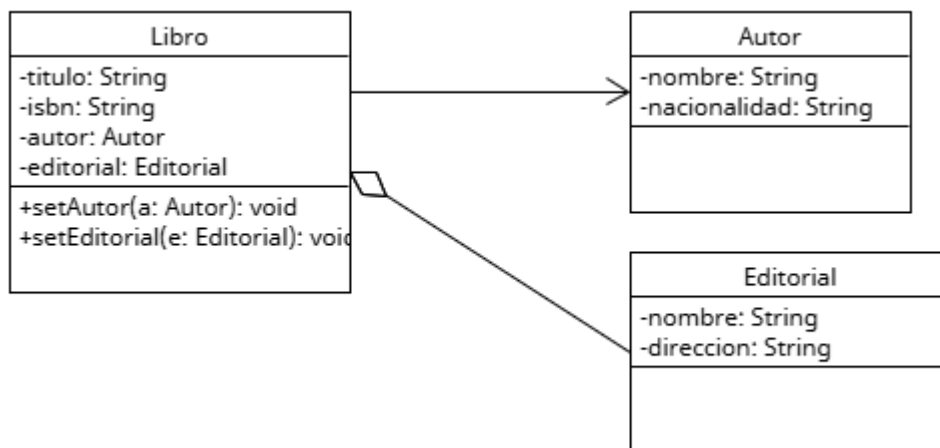 Libro
-titulo: String
-isbn: String
-autor: Autor
-editorial: Editorial
+setAutor(a: Autor): void
+setEditorial(e: Editorial): void
Autor
-nombre: String
-nacionalidad: String
Editorial
-nombre: String
-direccion: String